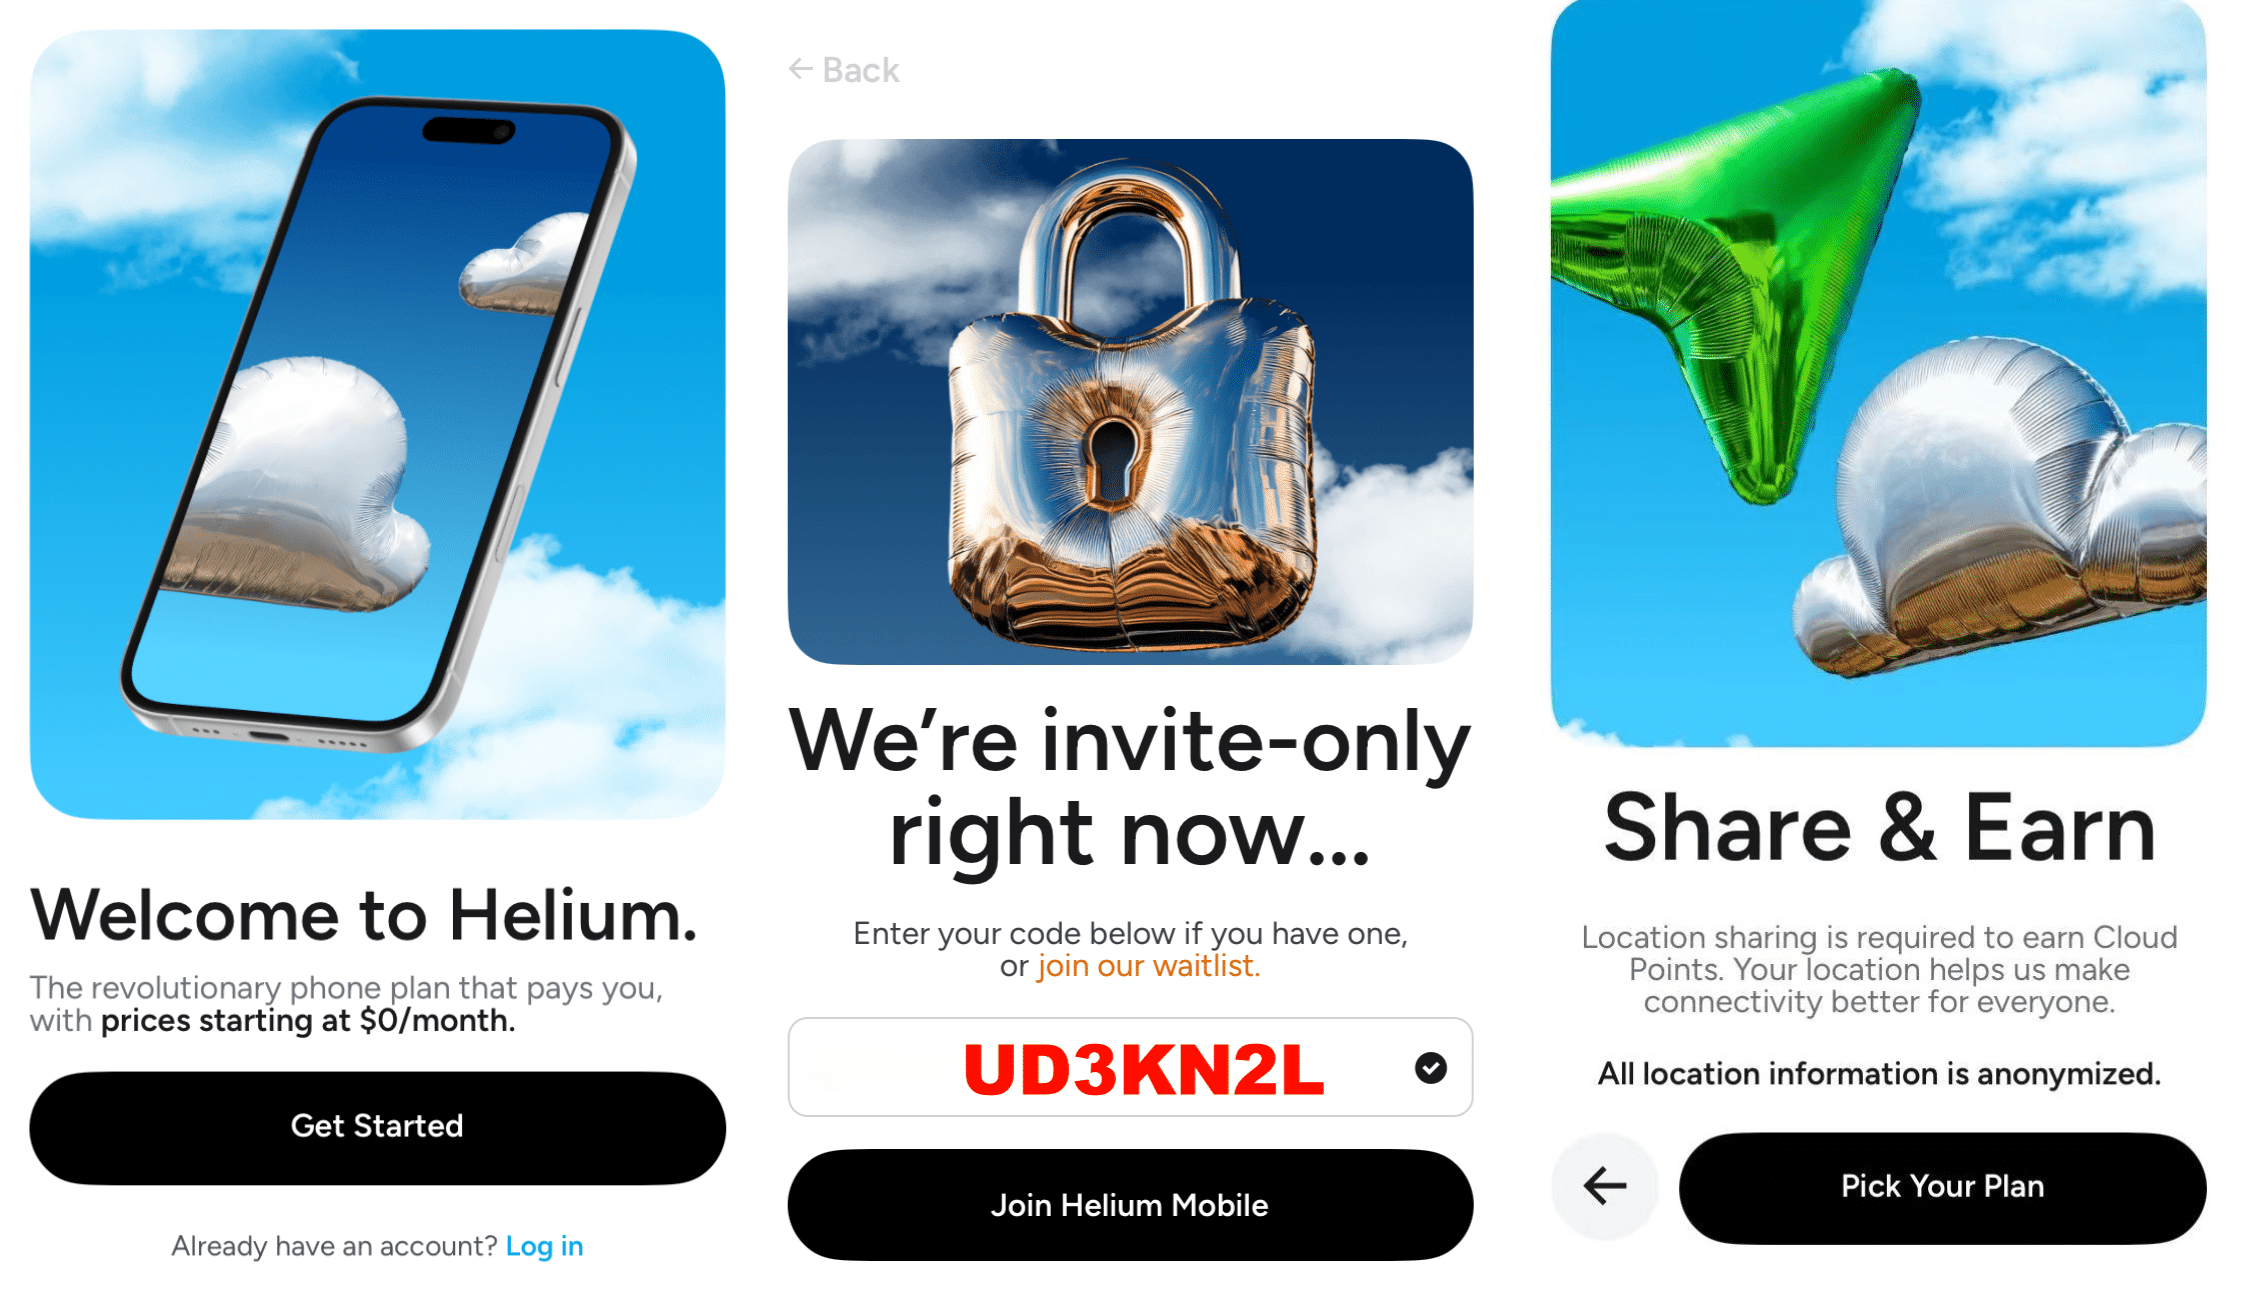 Welcome to Helium.
The revolutionary phone plan that pays you,
with prices starting at $0/month.
Get Started
Already have an account? Log in
← Back
We’re invite-only
right now...
Enter your code below if you have one,
or join our waitlist.
UD3KN2L
Join Helium Mobile
Share & Earn
Location sharing is required to earn Cloud
Points. Your location helps us make
connectivity better for everyone.
All location information is anonymized.
Pick Your Plan